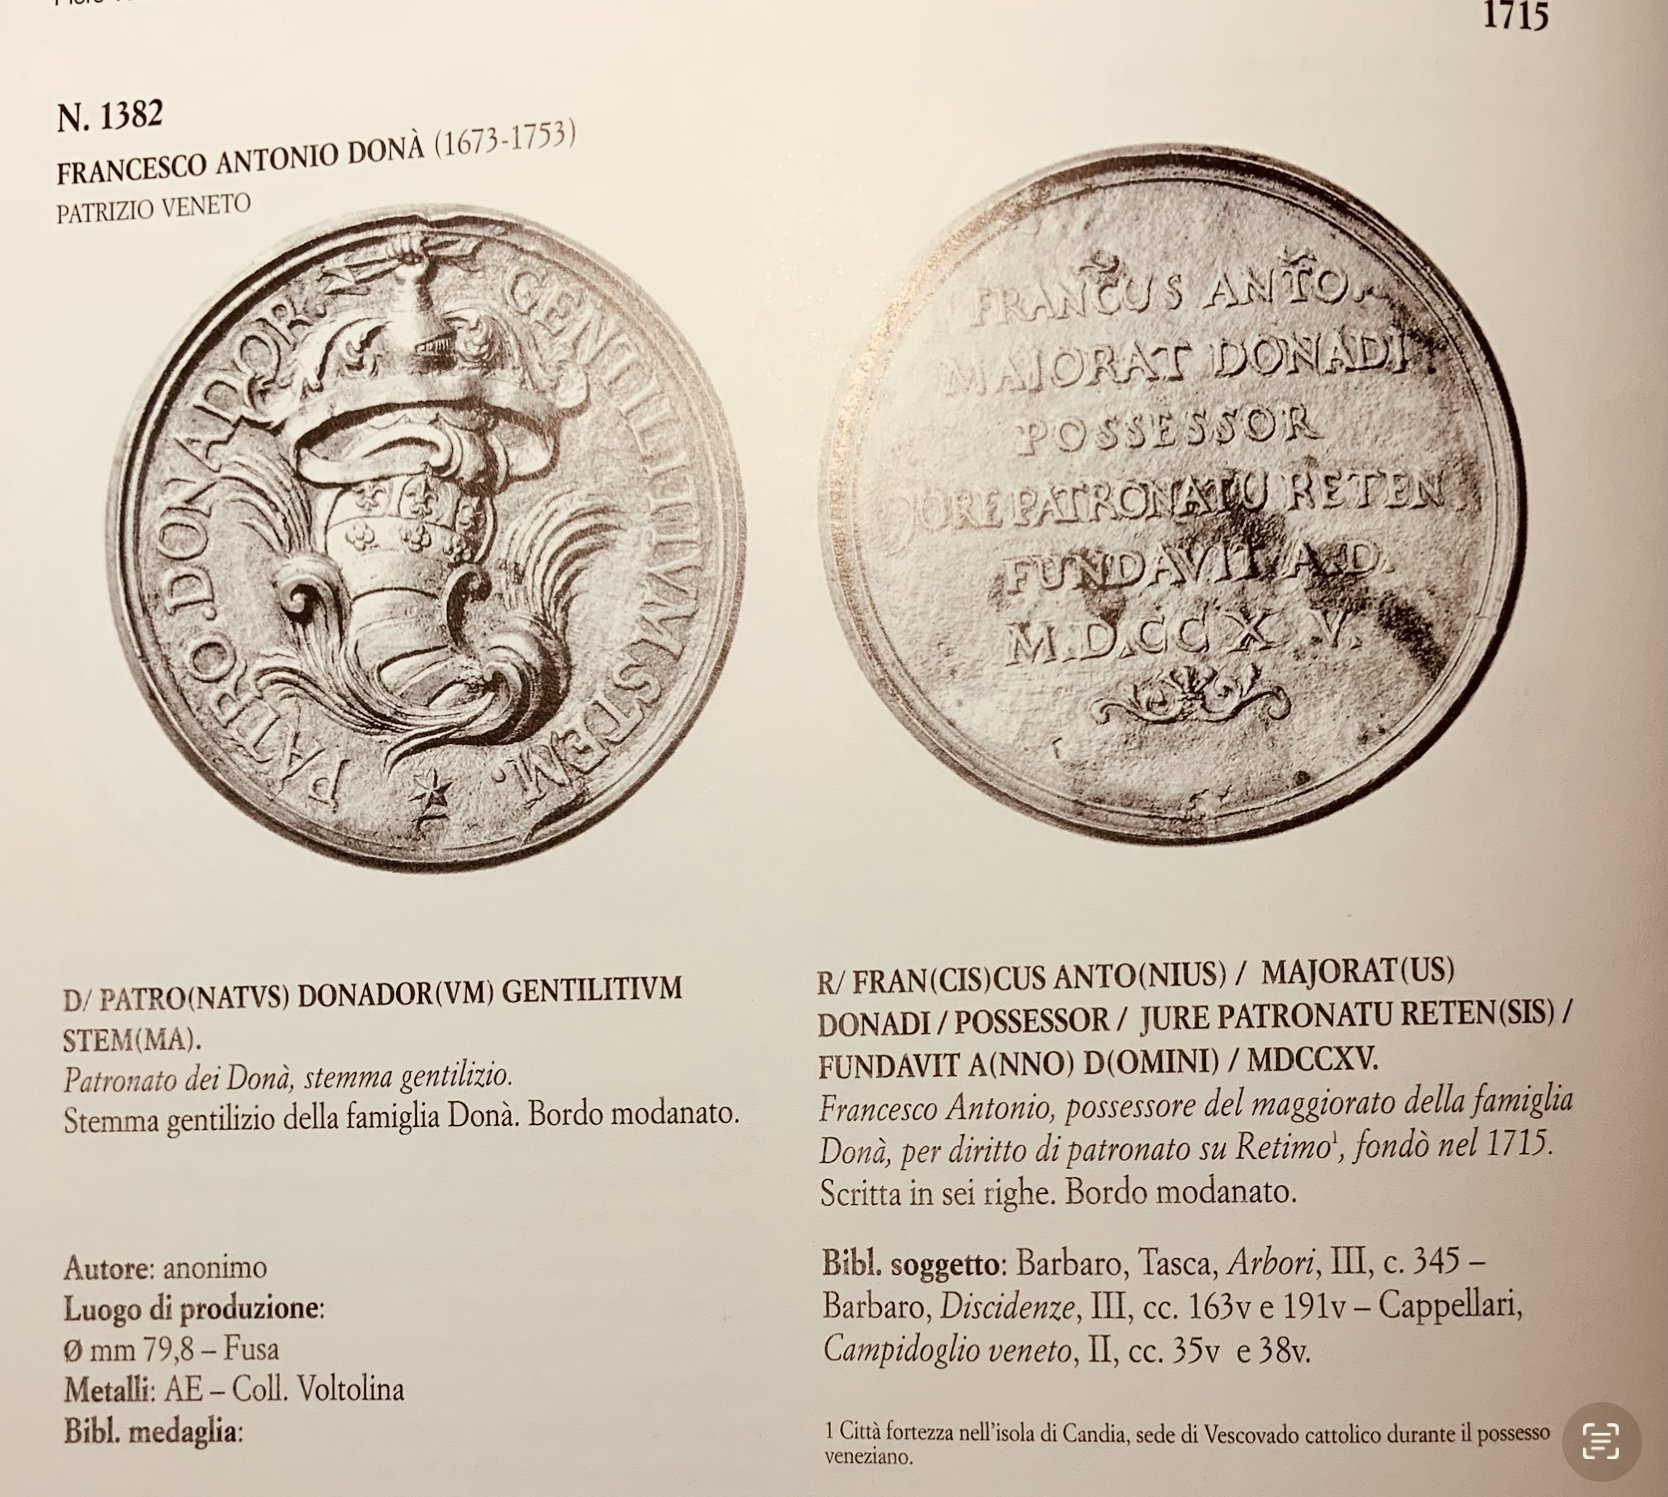 1715
N. 1382
FRANCESCO ANTONIO DONÀ (1673-1753)
PATRIZIO VENETO
PATRO.DONADOR. GENTILITIVM STEM.
FRANCUS ANTO.
MAJORAT DONADI
POSSESSOR
JURE PATRONATU RETEN
FUNDAVIT A.D.
M.D.CCX.V.
D/ PATRO(NATVS) DONADOR(VM) GENTILITIVM
STEM(MA).
Patronato dei Donà, stemma gentilizio.
Stemma gentilizio della famiglia Donà. Bordo modanato.
R/ FRAN(CIS)CUS ANTO(NIUS) / MAJORAT(US)
DONADI / POSSESSOR / JURE PATRONATU RETEN(SIS) /
FUNDAVIT A(NNO) D(OMINI) / MDCCXV.
Francesco Antonio, possessore del maggiorato della famiglia
Donà, per diritto di patronato su Retimo¹, fondò nel 1715.
Scritta in sei righe. Bordo modanato.
Autore: anonimo
Luogo di produzione:
Ø mm 79,8 – Fusa
Metalli: AE – Coll. Voltolina
Bibl. medaglia:
Bibl. soggetto: Barbaro, Tasca, Arbori, III, c. 345 –
Barbaro, Discidenze, III, cc. 163v e 191v – Cappellari,
Campidoglio veneto, II, cc. 35v e 38v.
1 Città fortezza nell'isola di Candia, sede di Vescovado cattolico durante il possesso
veneziano.